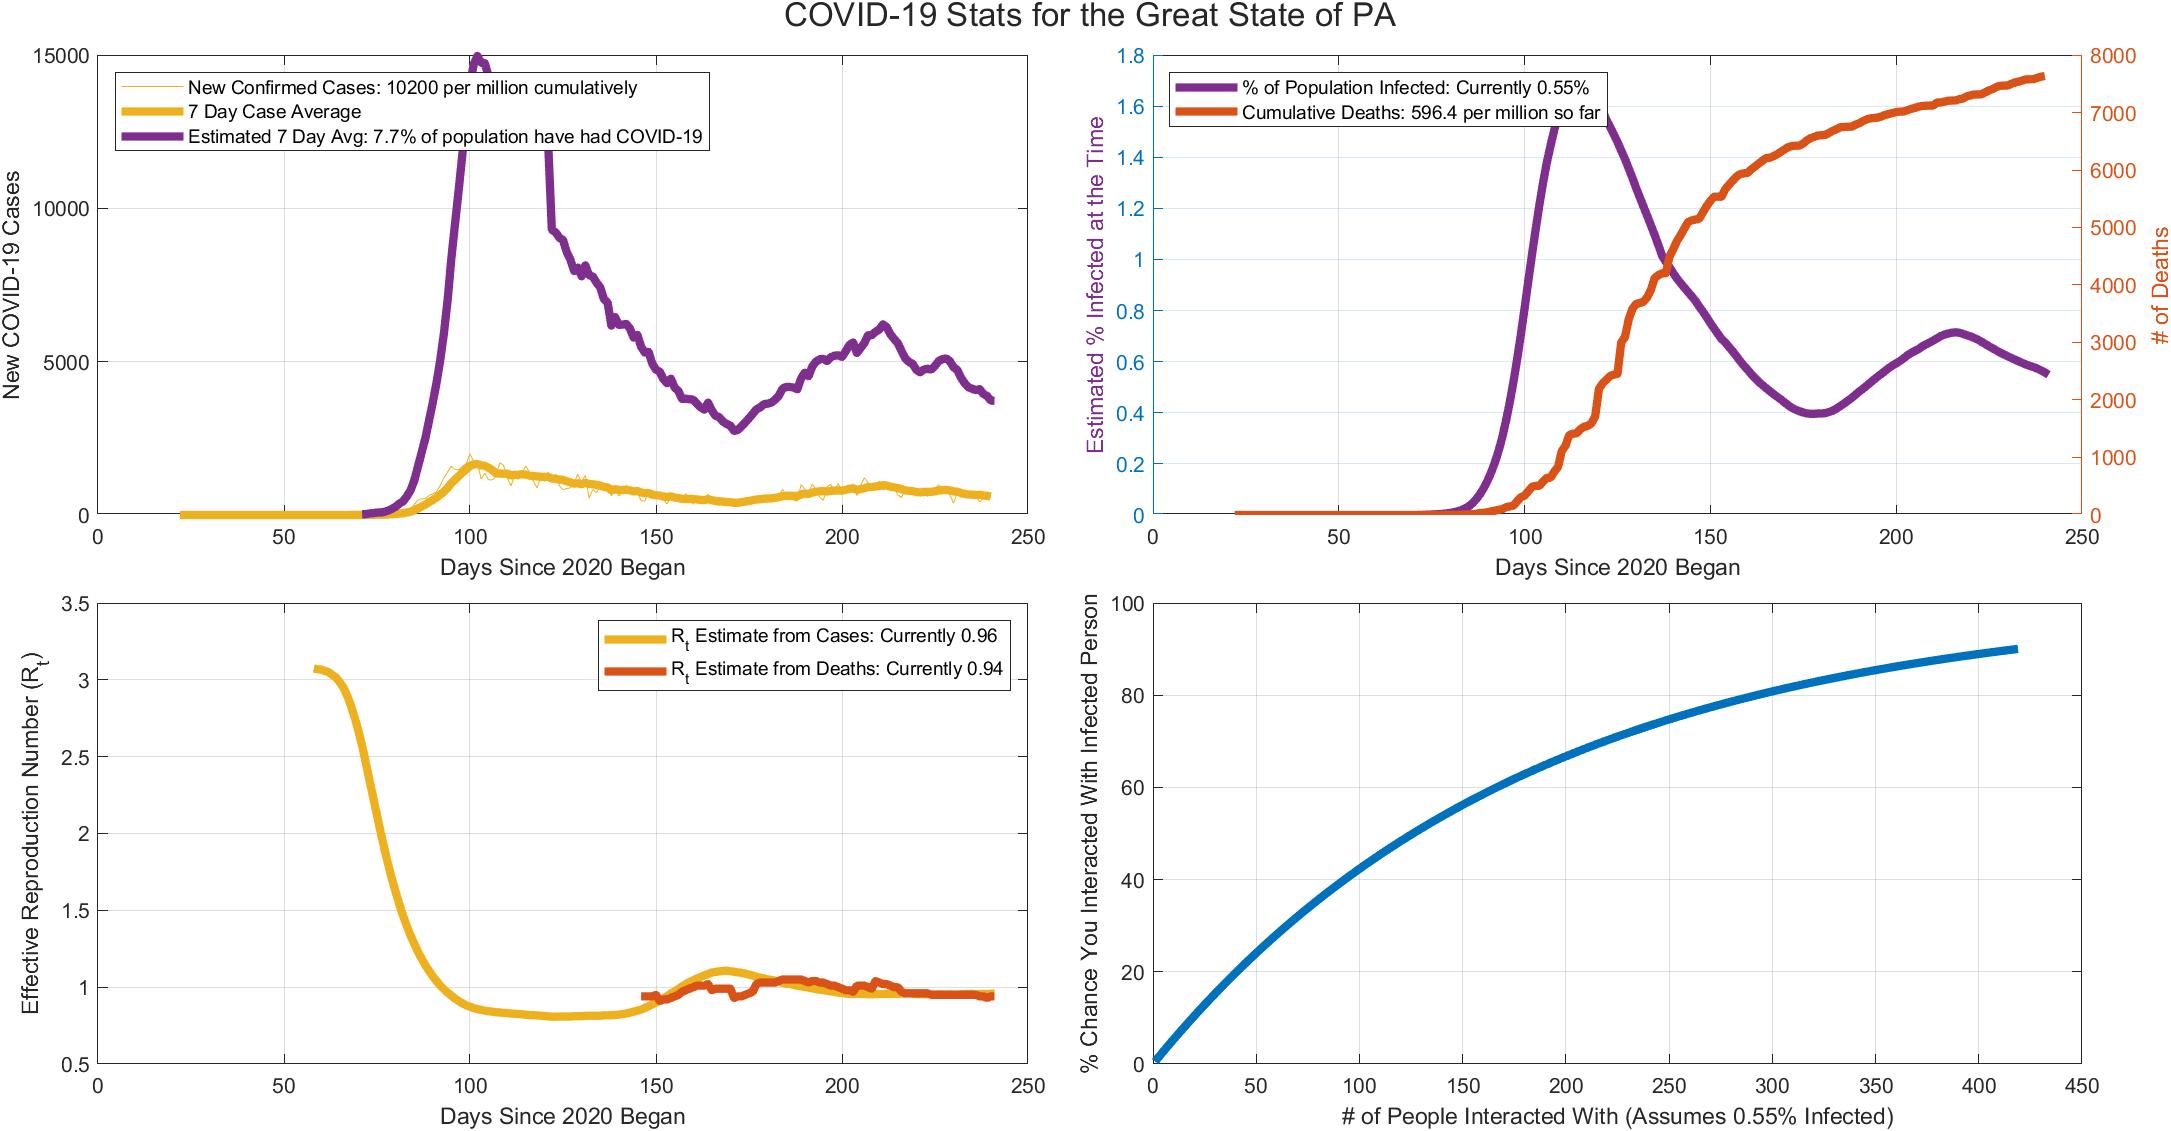 COVID-19 Stats for the Great State of PA
New COVID-19 Cases
15000
10000
5000
0
New Confirmed Cases: 10200 per million cumulatively
7 Day Case Average
Estimated 7 Day Avg: 7.7% of population have had COVID-19
0 50 100 150 200 250
Days Since 2020 Began
Estimated % Infected at the Time
1.8
1.6
1.4
1.2
1
0.8
0.6
0.4
0.2
0
% of Population Infected: Currently 0.55%
Cumulative Deaths: 596.4 per million so far
8000
7000
6000
5000
4000
3000
2000
1000
0
# of Deaths
0 50 100 150 200 250
Days Since 2020 Began
Effective Reproduction Number (Rt)
3.5
3
2.5
2
1.5
1
0.5
Rt Estimate from Cases: Currently 0.96
Rt Estimate from Deaths: Currently 0.94
0 50 100 150 200 250
Days Since 2020 Began
% Chance You Interacted With Infected Person
100
80
60
40
20
0
0 50 100 150 200 250 300 350 400 450
# of People Interacted With (Assumes 0.55% Infected)